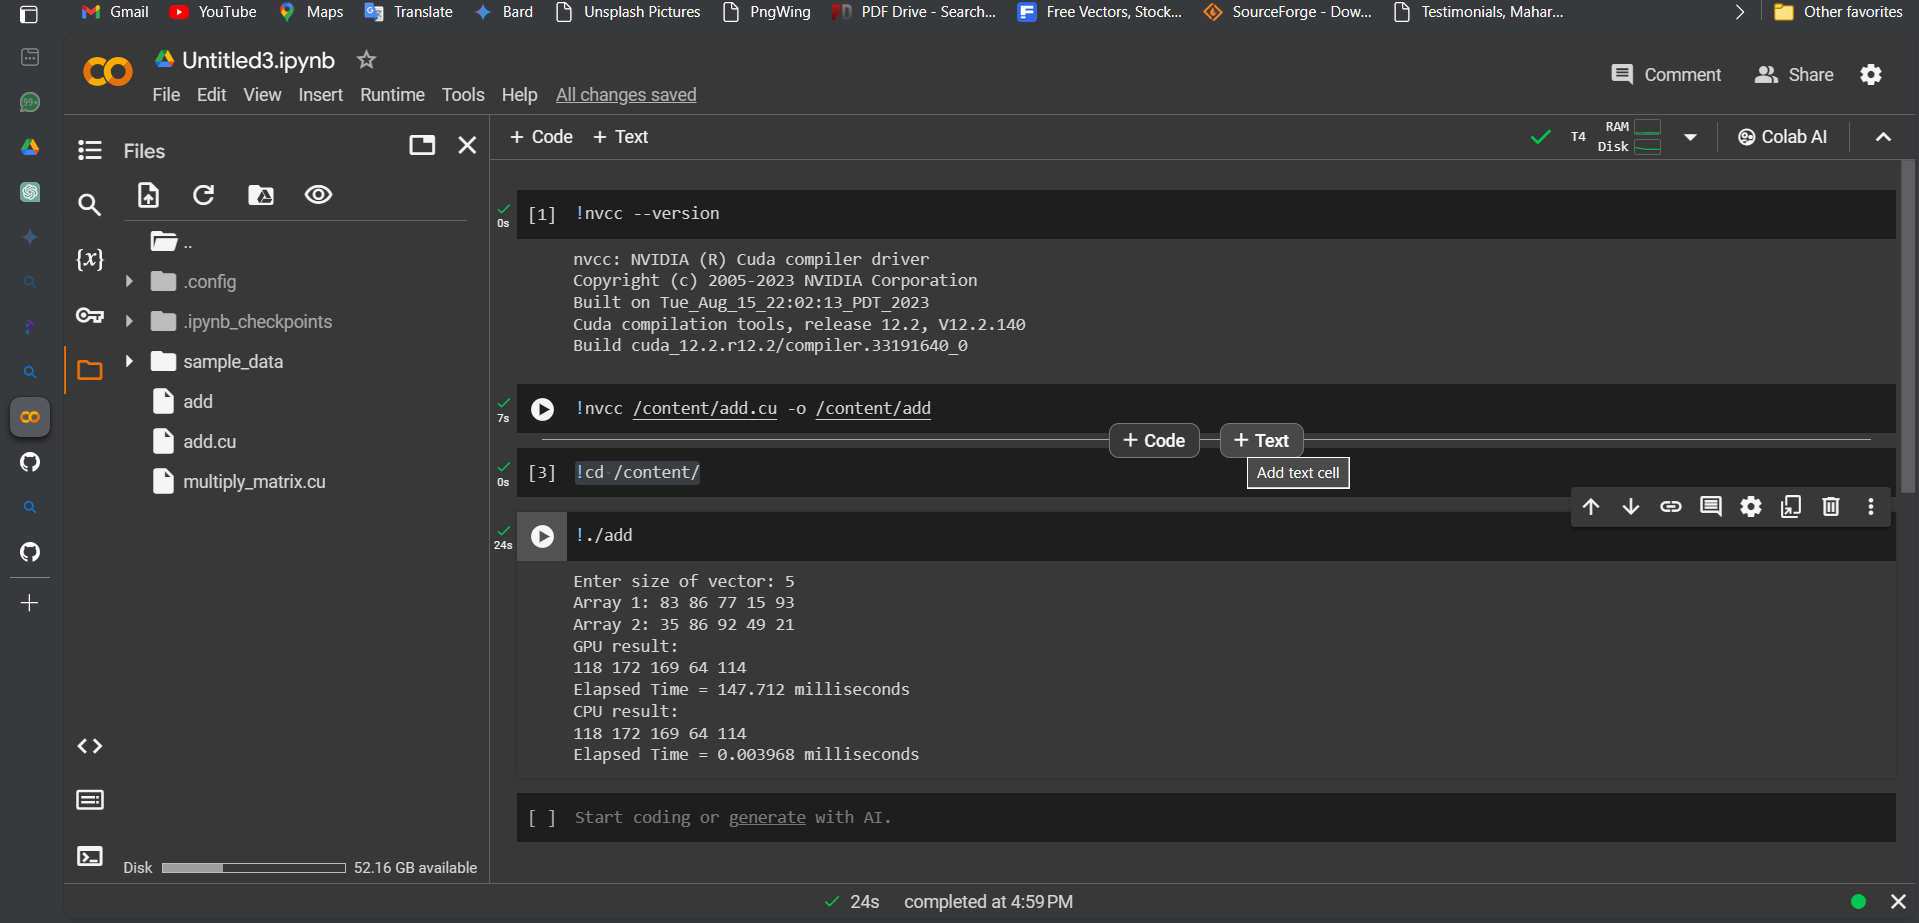 Gmail YouTube Maps Translate Bard Unsplash Pictures PngWing PDF Drive - Search... Free Vectors, Stock... SourceForge - Dow... Testimonials, Mahar... Other favorites
Untitled3.ipynb
Comment Share
File Edit View Insert Runtime Tools Help All changes saved
99+
Files
+ Code + Text
T4 RAM
Disk
Colab AI
..
.config
.ipynb_checkpoints
sample_data
add
add.cu
multiply_matrix.cu
{x}
Disk 52.16 GB available
0s [1] !nvcc --version
nvcc: NVIDIA (R) Cuda compiler driver
Copyright (c) 2005-2023 NVIDIA Corporation
Built on Tue_Aug_15_22:02:13_PDT_2023
Cuda compilation tools, release 12.2, V12.2.140
Build cuda_12.2.r12.2/compiler.33191640_0
7s !nvcc /content/add.cu -o /content/add
+ Code + Text
Add text cell
0s [3] !cd /content/
24s !./add
Enter size of vector: 5
Array 1: 83 86 77 15 93
Array 2: 35 86 92 49 21
GPU result:
118 172 169 64 114
Elapsed Time = 147.712 milliseconds
CPU result:
118 172 169 64 114
Elapsed Time = 0.003968 milliseconds
[ ] Start coding or generate with AI.
24s completed at 4:59 PM